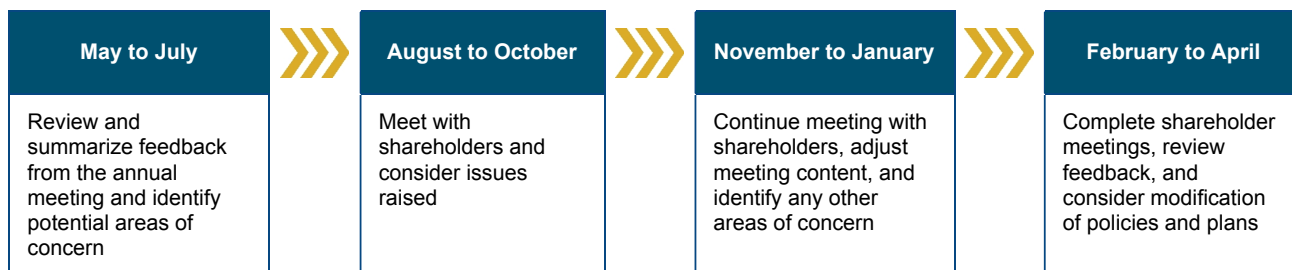 May to July
Review and
summarize feedback
from the annual
meeting and identify
potential areas of
concern
August to October
Meet with
shareholders and
consider issues
raised
November to January
Continue meeting with
shareholders, adjust
meeting content, and
identify any other
areas of concern
February to April
Complete shareholder
meetings, review
feedback, and
consider modification
of policies and plans